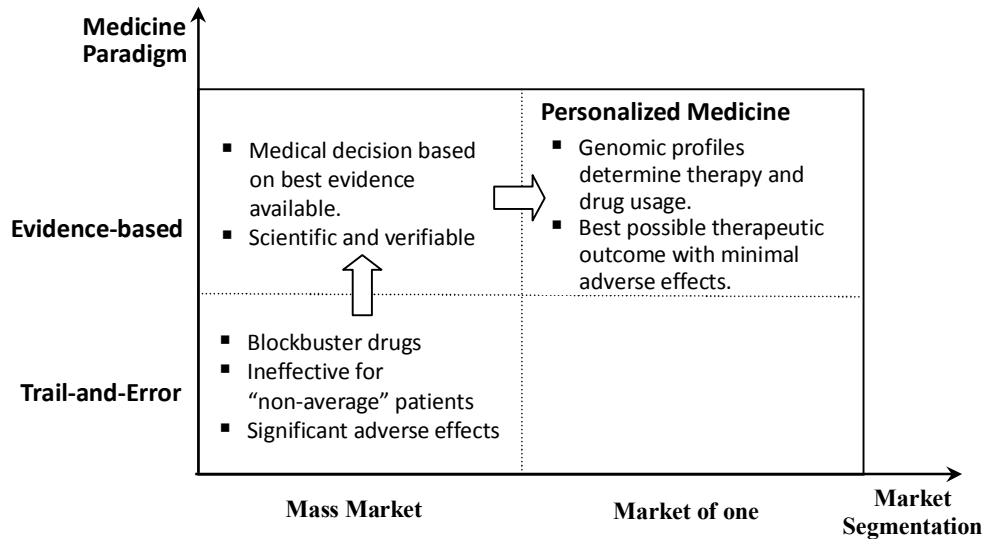 Medicine
Paradigm
Personalized Medicine
▪ Medical decision based
on best evidence
available.
▪ Scientific and verifiable
▪ Genomic profiles
determine therapy and
drug usage.
▪ Best possible therapeutic
outcome with minimal
adverse effects.
Evidence-based
▪ Blockbuster drugs
▪ Ineffective for
“non-average” patients
▪ Significant adverse effects
Trail-and-Error
Mass Market
Market of one
Market
Segmentation